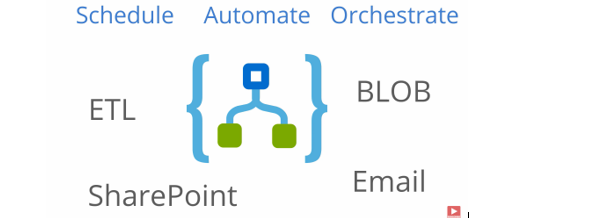 Schedule Automate Orchestrate
ETL
BLOB
SharePoint
Email